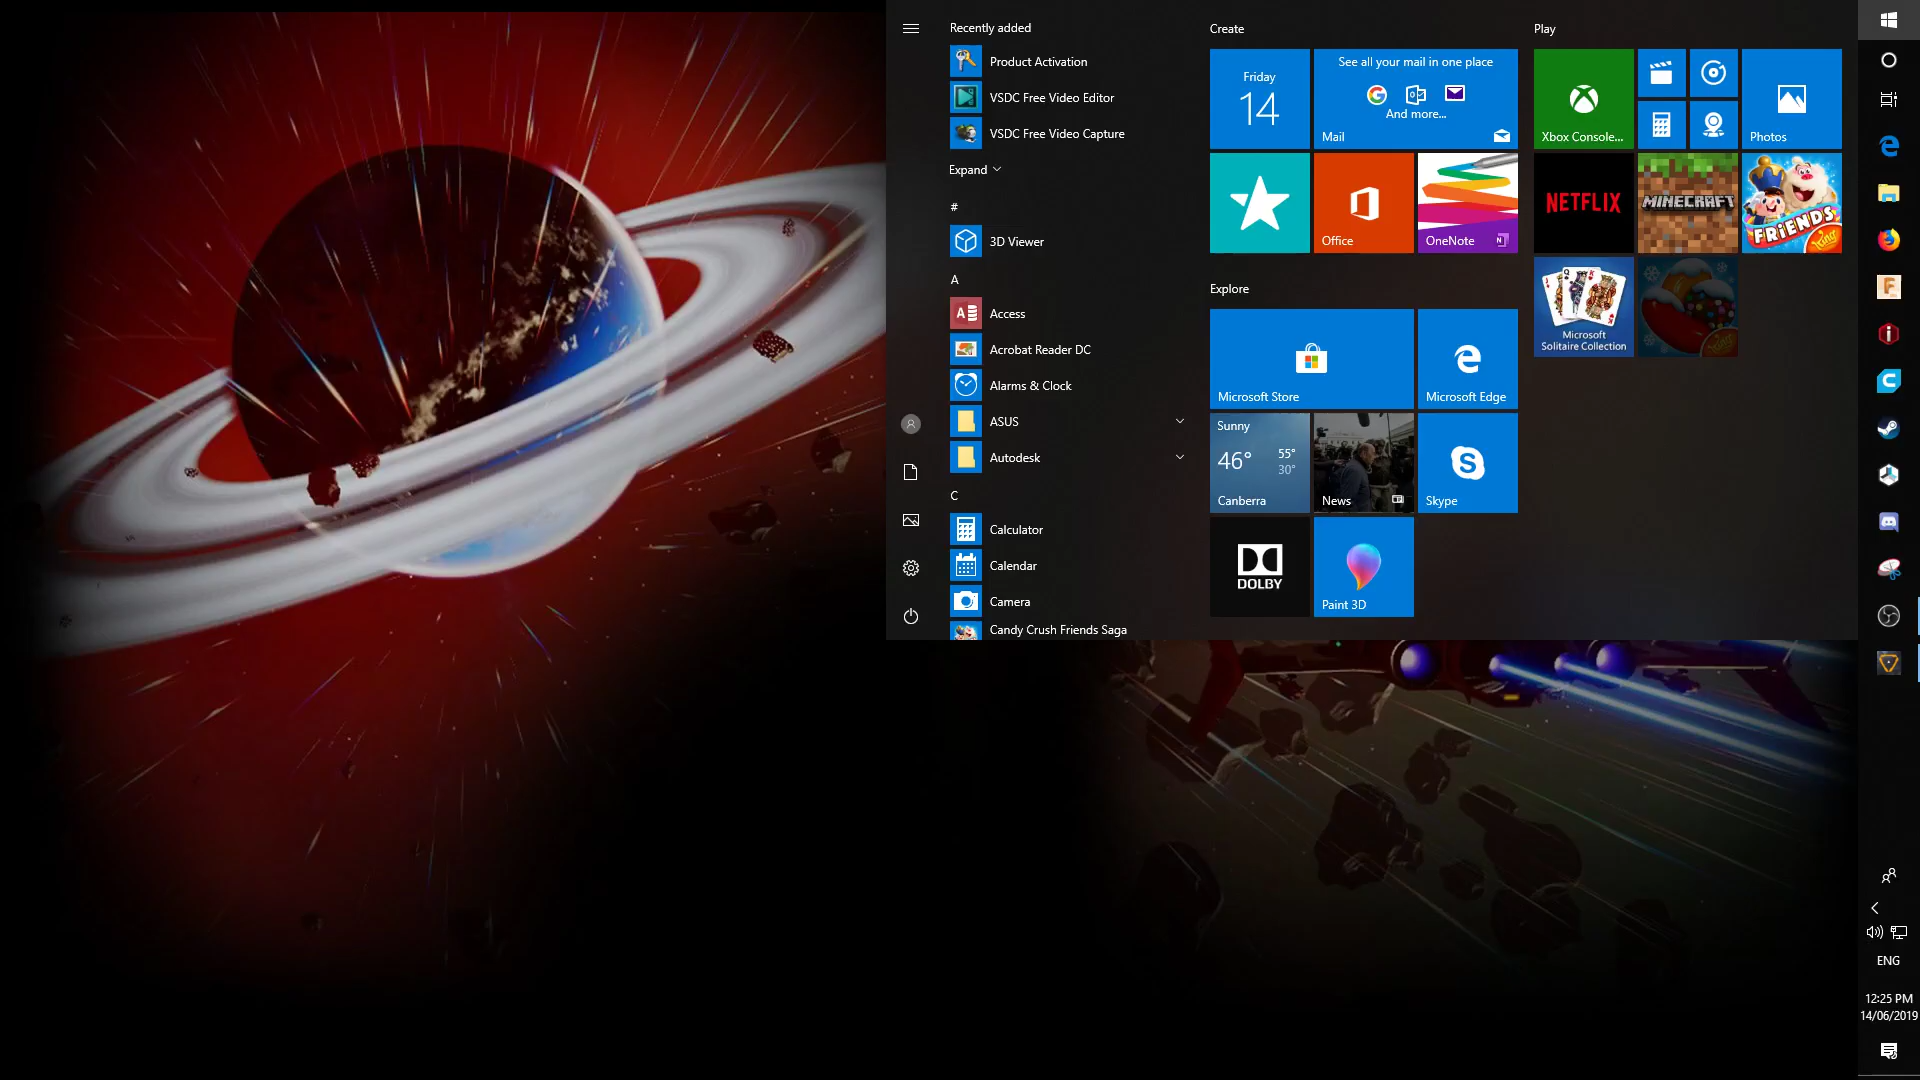 Recently added
Product Activation
VSDC Free Video Editor
VSDC Free Video Capture
Expand
#
3D Viewer
A
Access
Acrobat Reader DC
Alarms & Clock
ASUS
Autodesk
C
Calculator
Calendar
Camera
Candy Crush Friends Saga
Create
Friday
14
See all your mail in one place
And more...
Mail
Office
OneNote
Explore
Microsoft Store
Microsoft Edge
Sunny
46° 55°
30°
Canberra
News
Skype
DOLBY
Paint 3D
Play
Xbox Console...
Photos
NETFLIX
MINECRAFT
FRIENDS
King
Microsoft
Solitaire Collection
ENG
12:25 PM
14/06/2019